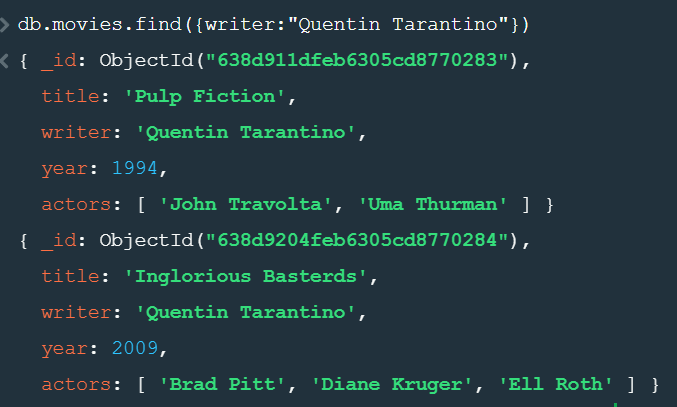 > db.movies.find({writer:"Quentin Tarantino"})
< { _id: ObjectId("638d911dfeb6305cd8770283"),
title: 'Pulp Fiction',
writer: 'Quentin Tarantino',
year: 1994,
actors: [ 'John Travolta', 'Uma Thurman' ] }
{ _id: ObjectId("638d9204feb6305cd8770284"),
title: 'Inglorious Basterds',
writer: 'Quentin Tarantino',
year: 2009,
actors: [ 'Brad Pitt', 'Diane Kruger', 'Ell Roth' ] }